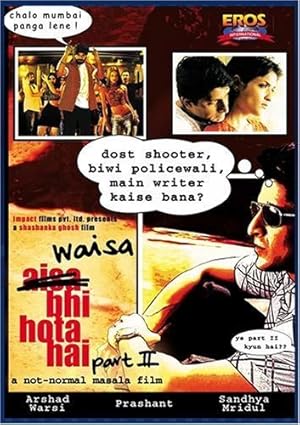 chalo mumbai
panga lene !
EROS
INTERNATIONAL
dost shooter,
biwi policewali,
main writer
kaise bana?
impact films pvt. ltd. presents
a shashanka ghosh film
waisa
aisa
bhi
hota
hai
part II
a not-normal masala film
ye part II
kyun hai??
Arshad
Warsi
Prashant
Sandhya
Mridul